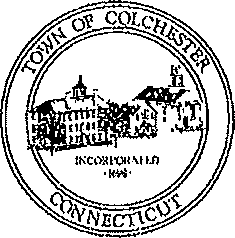 TOWN OF COLCHESTER
INCORPORATED
CONNECTICUT